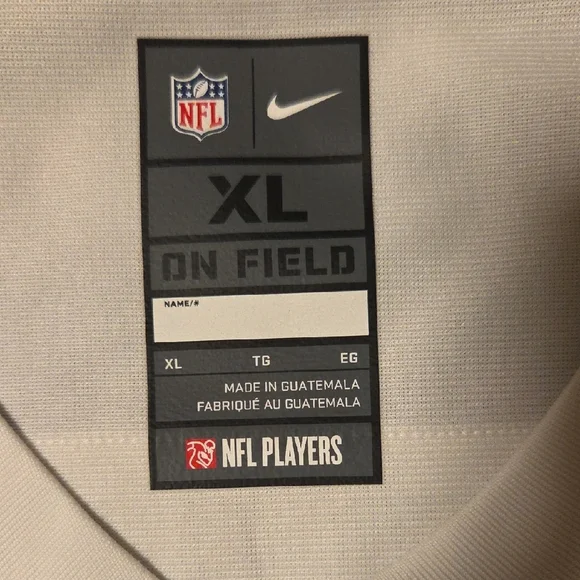 NFL
XL
ON FIELD
NAME/#
XL TG EG
MADE IN GUATEMALA
FABRIQUÉ AU GUATEMALA
NFL PLAYERS